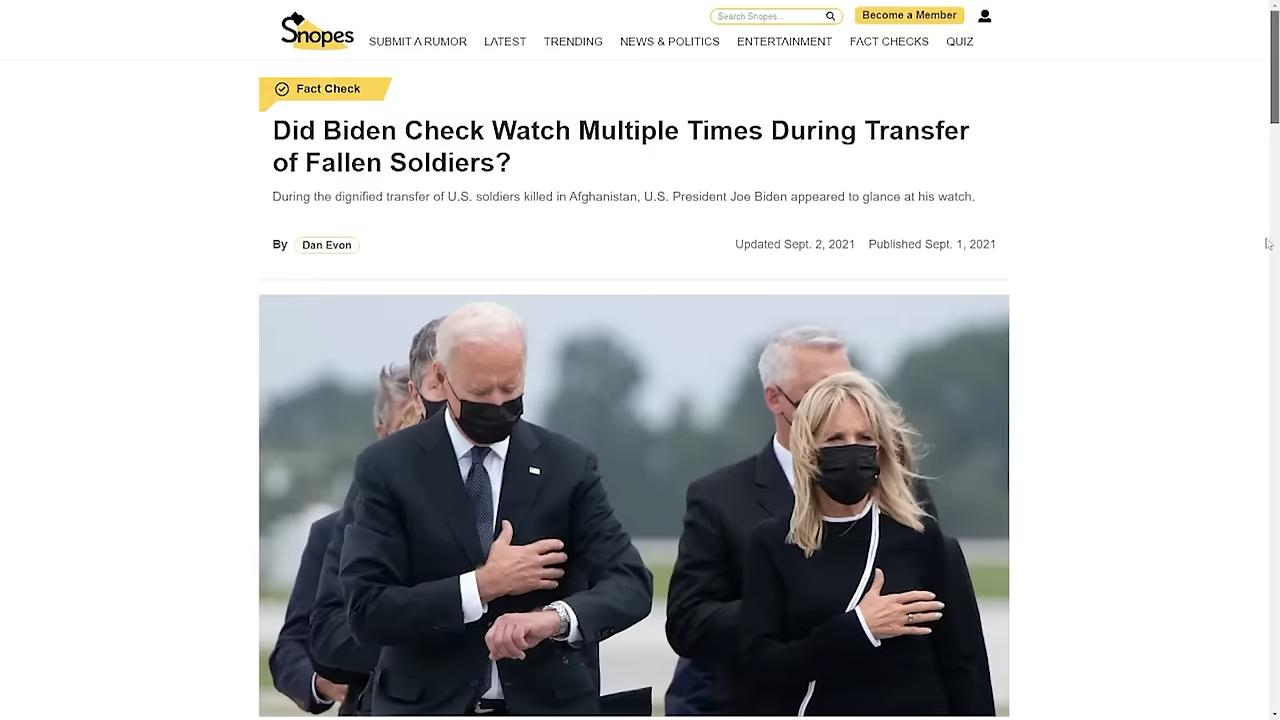 Search Snopes...
Become a Member
Snopes
SUBMIT A RUMOR LATEST TRENDING NEWS & POLITICS ENTERTAINMENT FACT CHECKS QUIZ
Fact Check
Did Biden Check Watch Multiple Times During Transfer
of Fallen Soldiers?
During the dignified transfer of U.S. soldiers killed in Afghanistan, U.S. President Joe Biden appeared to glance at his watch.
By Dan Evon
Updated Sept. 2, 2021 Published Sept. 1, 2021